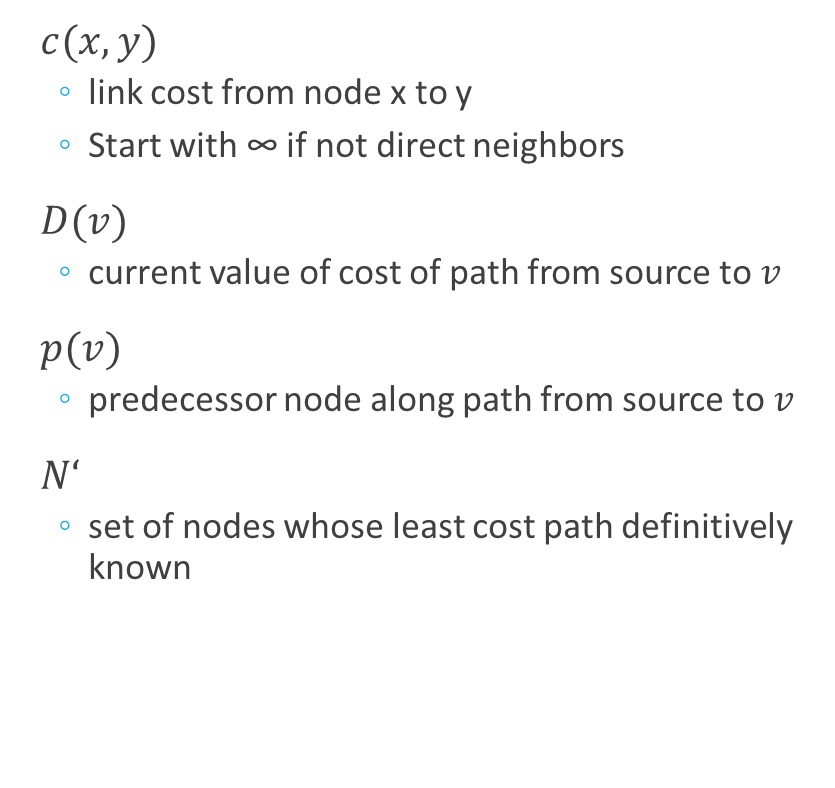 c(x, y)
◦ link cost from node x to y
◦ Start with ∞ if not direct neighbors
D(v)
◦ current value of cost of path from source to v
p(v)
◦ predecessor node along path from source to v
N‘
◦ set of nodes whose least cost path definitively
known